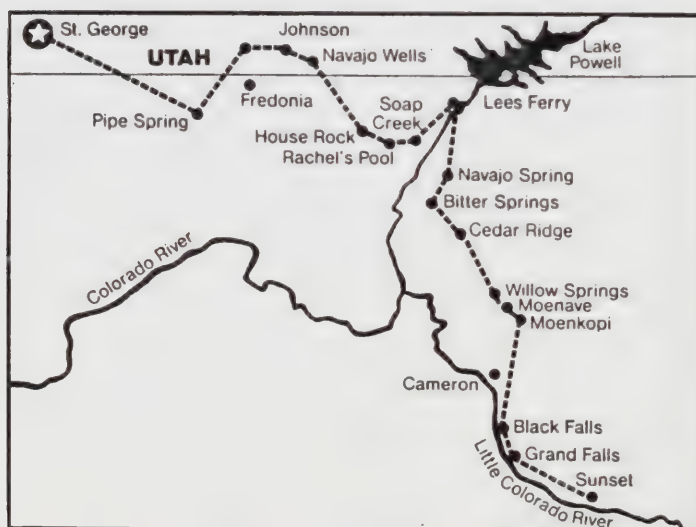 St. George
UTAH
Johnson
Navajo Wells
Lake
Powell
Pipe Spring
Fredonia
Soap
Creek
Lees Ferry
House Rock
Rachel's Pool
Navajo Spring
Bitter Springs
Cedar Ridge
Colorado River
Willow Springs
Moenave
Moenkopi
Cameron
Black Falls
Grand Falls
Sunset
Little Colorado River